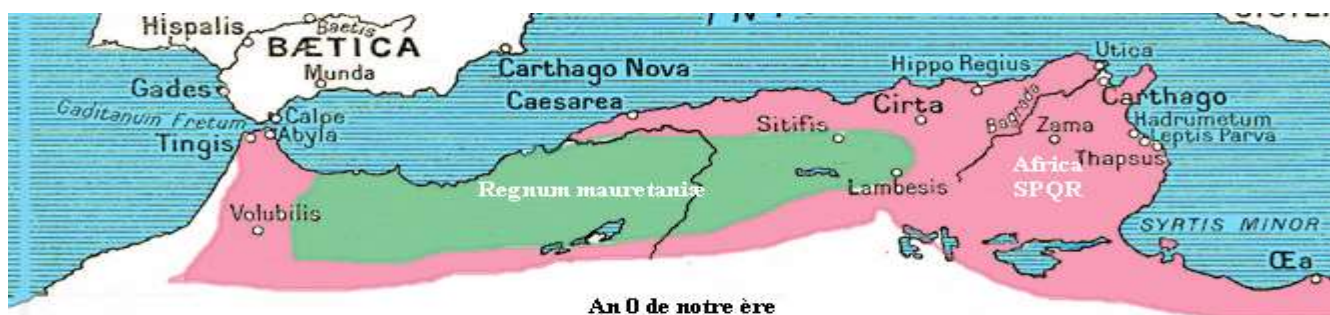 Hispalis
Baetis
BÆTICA
Munda
Gades
Carthago Nova
Hippo Regius
Utica
Caesarea
Cirta
Carthago
Gaditanum Fretum
Calpe
Abyla
Tingis
Sitifis
Bagrada
Zama
Hadrumetum
Leptis Parva
Thapsus
Africa
SPQR
Regnum mauretaniæ
Lambesis
Volubilis
SYRTIS MINOR
Œa
An 0 de notre ère